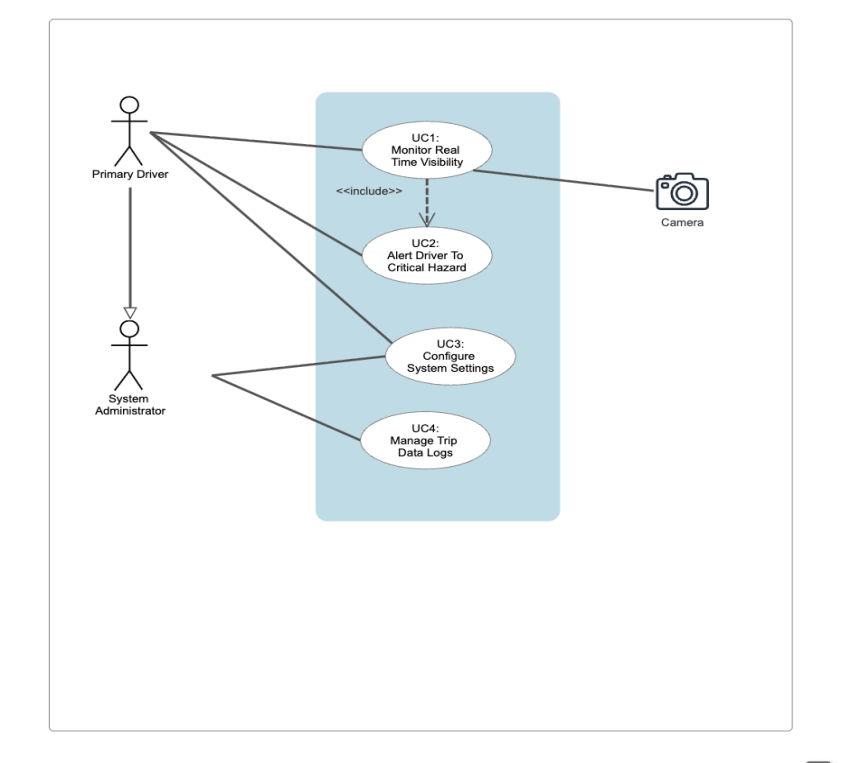 UC1:
Monitor Real
Time Visibility
Primary Driver
<<include>>
Camera
UC2:
Alert Driver To
Critical Hazard
UC3:
Configure
System Settings
System
Administrator
UC4:
Manage Trip
Data Logs